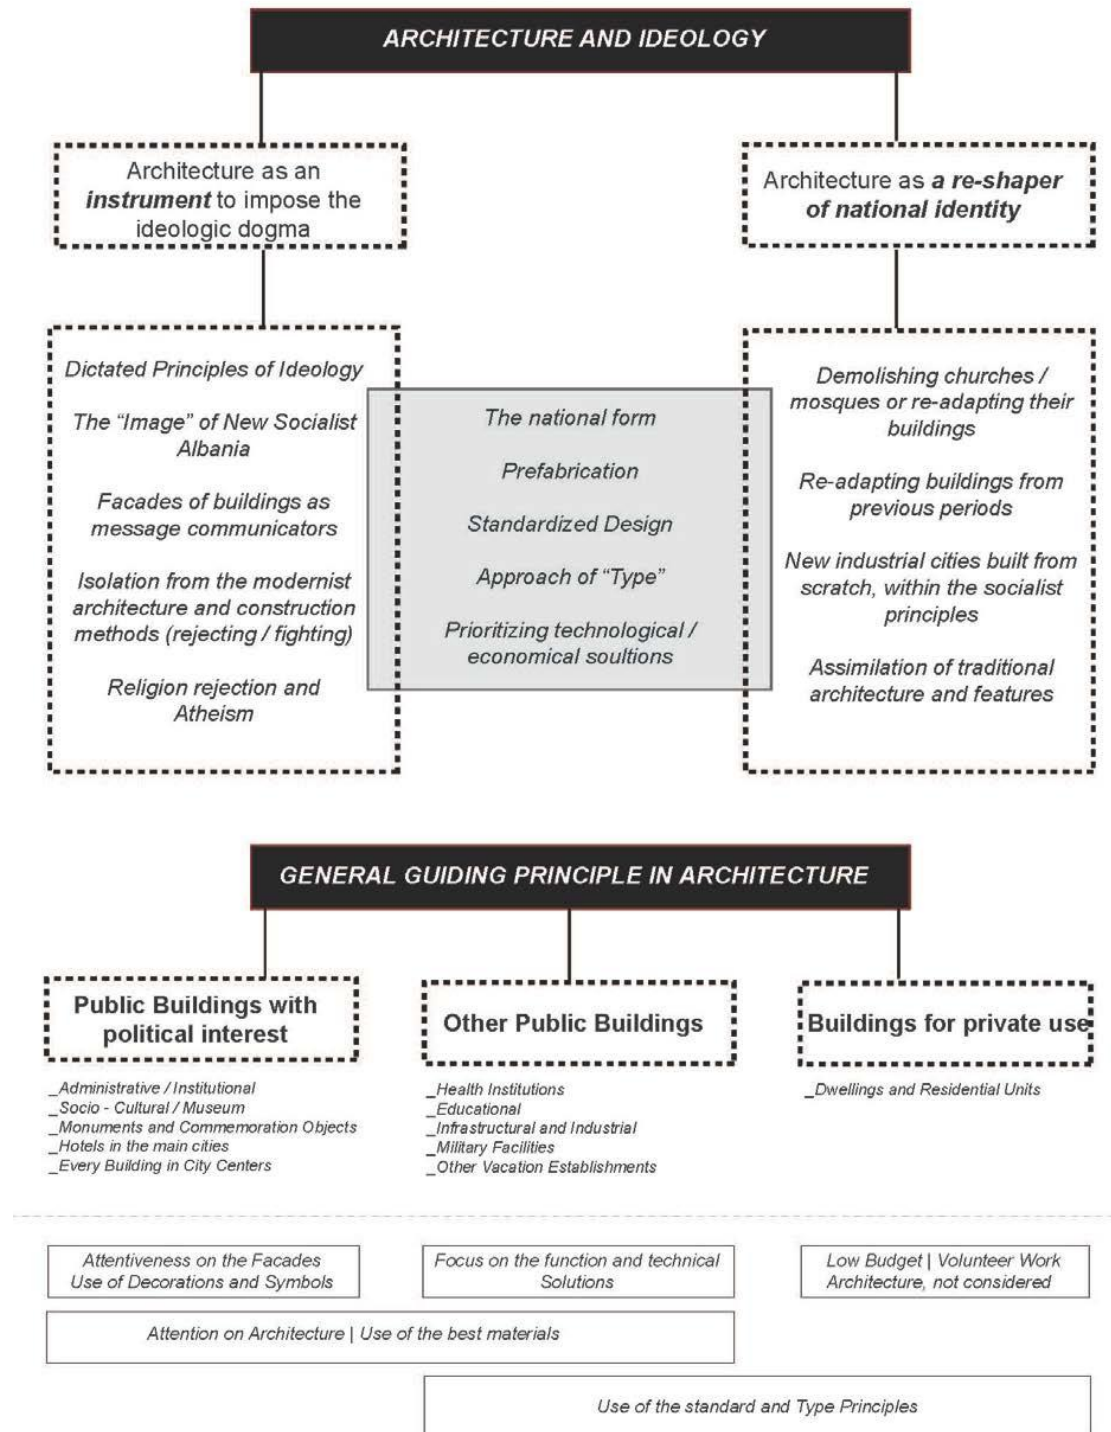 ARCHITECTURE AND IDEOLOGY
Architecture as an
instrument to impose the
ideologic dogma
Architecture as a re-shaper
of national identity
Dictated Principles of Ideology
The “Image” of New Socialist
Albania
Facades of buildings as
message communicators
Isolation from the modernist
architecture and construction
methods (rejecting / fighting)
Religion rejection and
Atheism
The national form
Prefabrication
Standardized Design
Approach of “Type”
Prioritizing technological /
economical soultions
Demolishing churches /
mosques or re-adapting their
buildings
Re-adapting buildings from
previous periods
New industrial cities built from
scratch, within the socialist
principles
Assimilation of traditional
architecture and features
GENERAL GUIDING PRINCIPLE IN ARCHITECTURE
Public Buildings with
political interest
_Administrative / Institutional
_Socio - Cultural / Museum
_Monuments and Commemoration Objects
_Hotels in the main cities
_Every Building in City Centers
Other Public Buildings
_Health Institutions
_Educational
_Infrastructural and Industrial
_Military Facilities
_Other Vacation Establishments
Buildings for private use
_Dwellings and Residential Units
Attentiveness on the Facades
Use of Decorations and Symbols
Focus on the function and technical
Solutions
Low Budget | Volunteer Work
Architecture, not considered
Attention on Architecture | Use of the best materials
Use of the standard and Type Principles